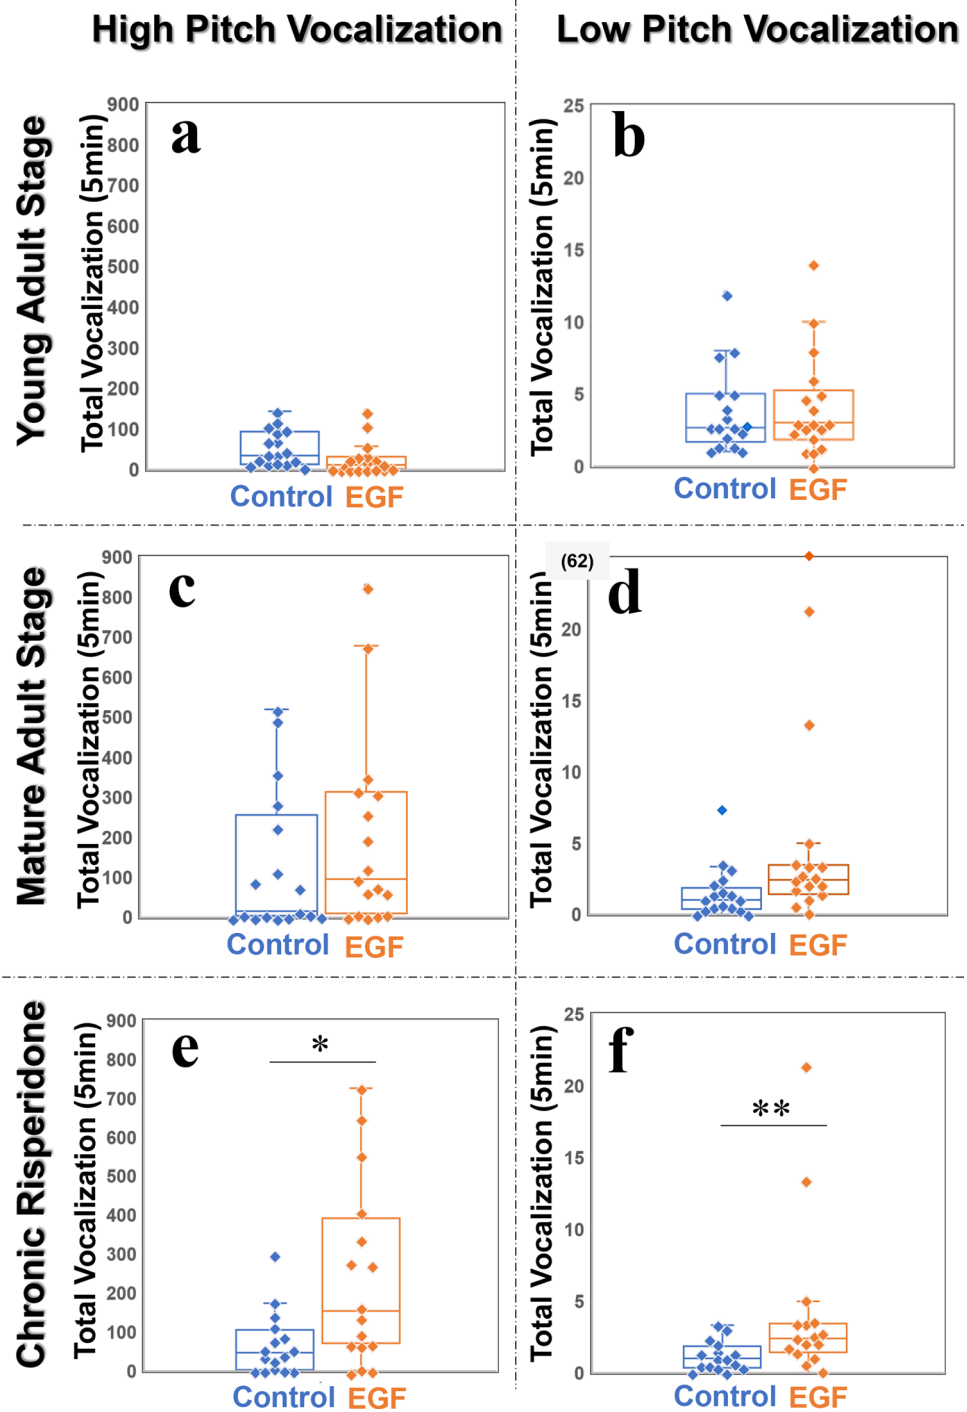 High Pitch Vocalization
Low Pitch Vocalization
Young Adult Stage
Total Vocalization (5min)
900
800
700
600
500
400
300
200
100
0
a
Control
EGF
Total Vocalization (5min)
25
20
15
10
5
0
b
Control
EGF
Mature Adult Stage
Total Vocalization (5min)
900
800
700
600
500
400
300
200
100
0
c
Control
EGF
Total Vocalization (5min)
(62)
20
15
10
5
0
d
Control
EGF
Chronic Risperidone
Total Vocalization (5min)
900
800
700
600
500
400
300
200
100
0
e
*
Control
EGF
Total Vocalization (5min)
25
20
15
10
5
0
f
**
Control
EGF